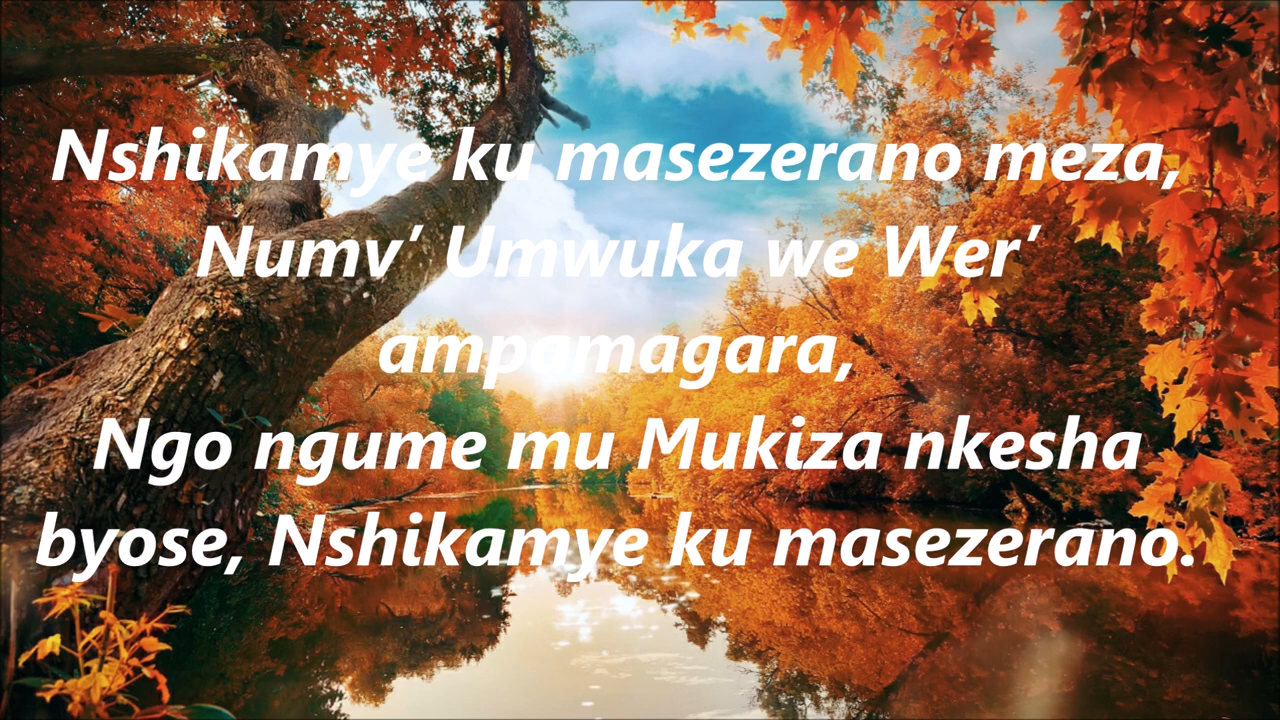 Nshikamye ku masezerano meza,
Numv’ Umwuka we Wer’
ampamagara,
Ngo ngume mu Mukiza nkesha
byose, Nshikamye ku masezerano.